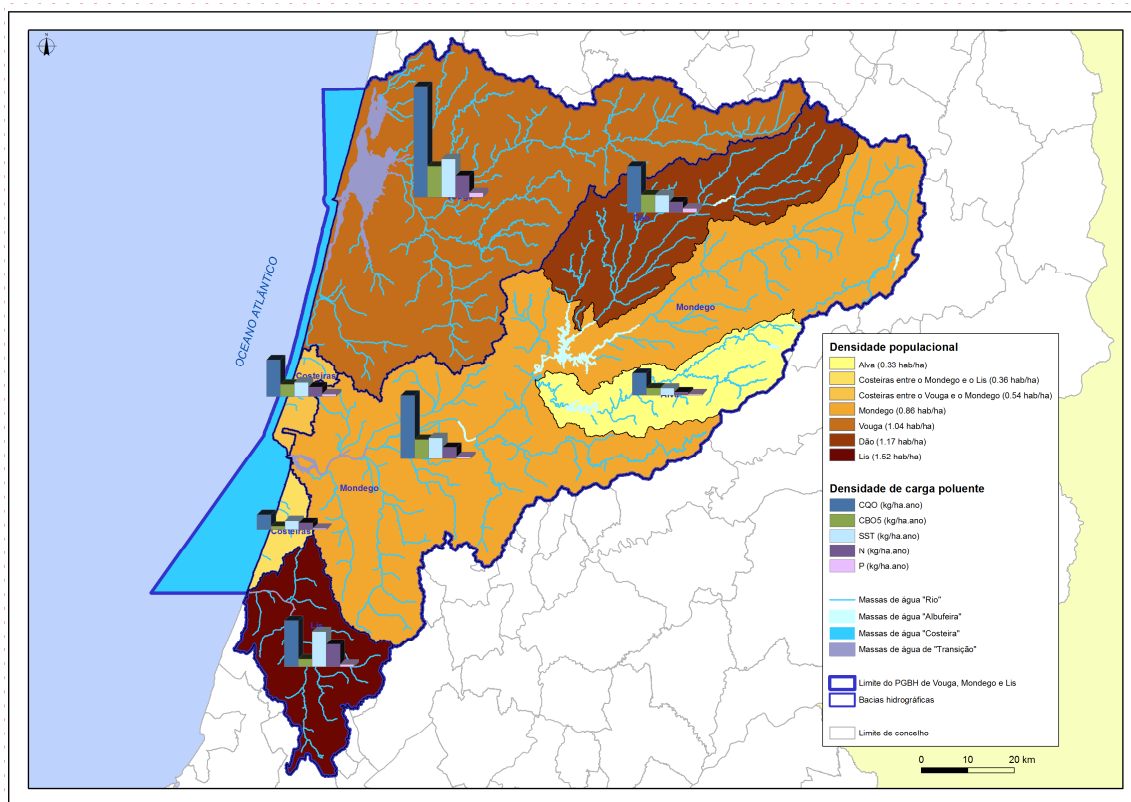 N
OCEANO ATLÂNTICO
Vouga
Dão
Mondego
Costeiras
Alva
Mondego
Costeiras
Lis
Densidade populacional
Alva (0.33 hab/ha)
Costeiras entre o Mondego e o Lis (0.36 hab/ha)
Costeiras entre o Vouga e o Mondego (0.54 hab/ha)
Mondego (0.86 hab/ha)
Vouga (1.04 hab/ha)
Dão (1.17 hab/ha)
Lis (1.52 hab/ha)
Densidade de carga poluente
CQO (kg/ha.ano)
CBO5 (kg/ha.ano)
SST (kg/ha.ano)
N (kg/ha.ano)
P (kg/ha.ano)
Massas de água "Rio"
Massas de água "Albufeira"
Massas de água "Costeira"
Massas de água de "Transição"
Limite do PGBH de Vouga, Mondego e Lis
Bacias hidrográficas
Limite de concelho
0 10 20 km